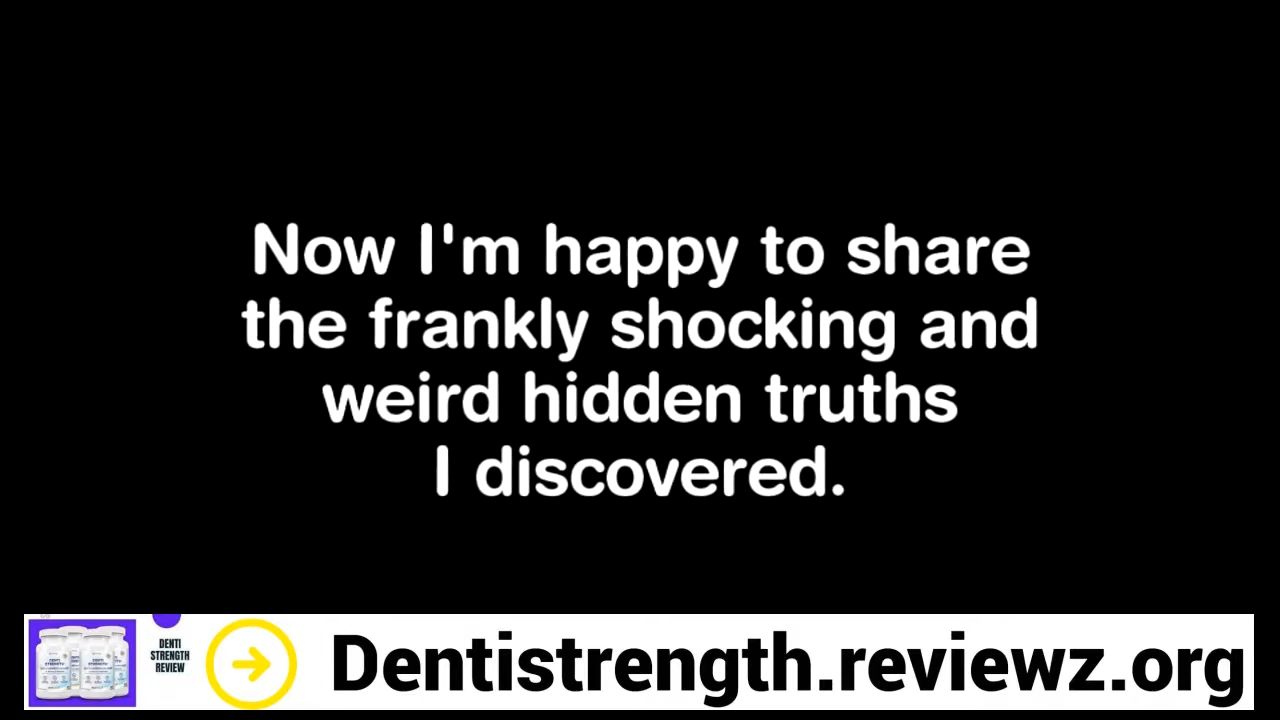 Now I'm happy to share
the frankly shocking and
weird hidden truths
I discovered.
DENTI
STRENGTH
REVIEW
Dentistrength.reviewz.org